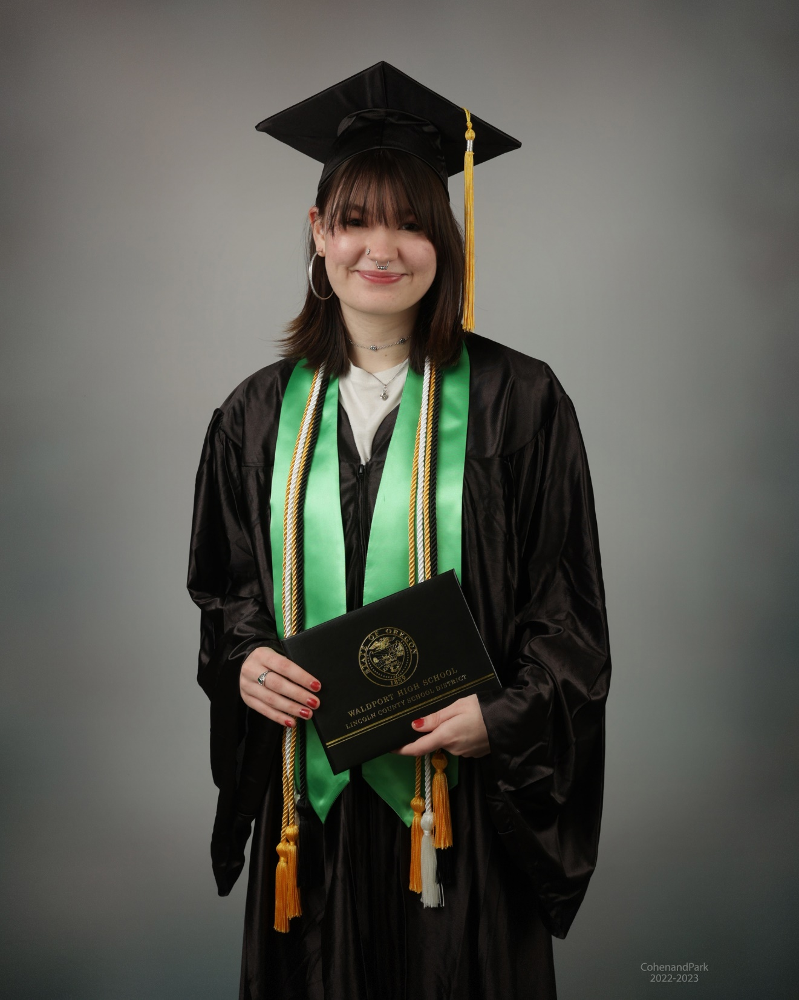 STATE OF OREGON
1859
WALDPORT HIGH SCHOOL
LINCOLN COUNTY SCHOOL DISTRICT
CohenandPark
2022-2023